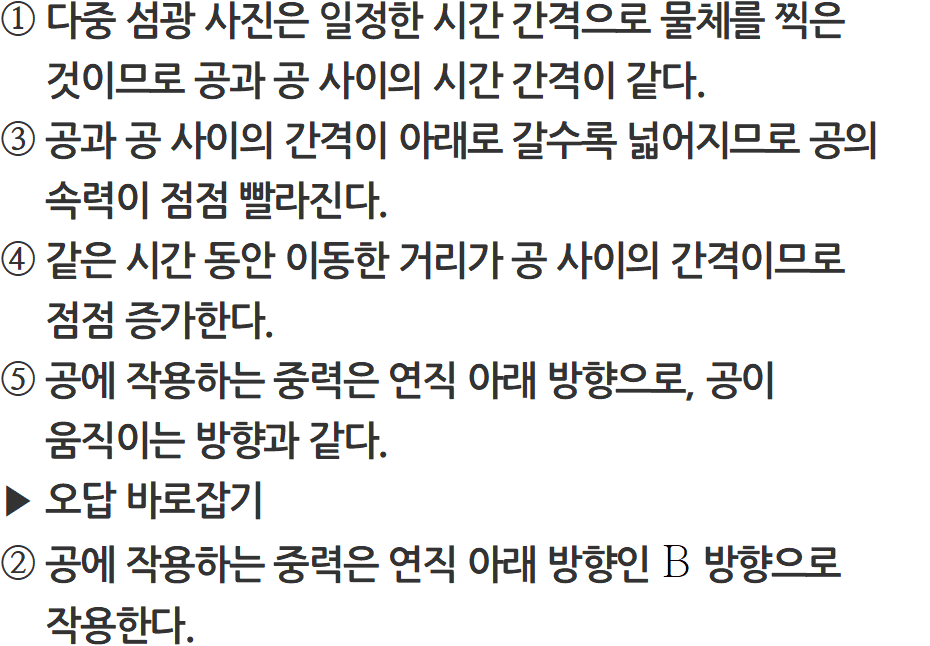 ① 다중 섬광 사진은 일정한 시간 간격으로 물체를 찍은
것이므로 공과 공 사이의 시간 간격이 같다.
③ 공과 공 사이의 간격이 아래로 갈수록 넓어지므로 공의
속력이 점점 빨라진다.
④ 같은 시간 동안 이동한 거리가 공 사이의 간격이므로
점점 증가한다.
⑤ 공에 작용하는 중력은 연직 아래 방향으로, 공이
움직이는 방향과 같다.
▶ 오답 바로잡기
② 공에 작용하는 중력은 연직 아래 방향인 B 방향으로
작용한다.